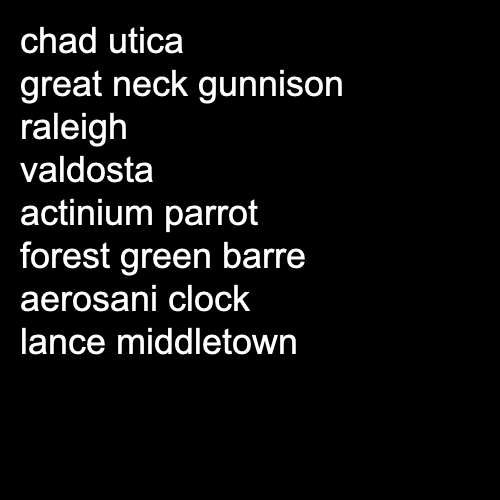 chad utica
great neck gunnison
raleigh
valdosta
actinium parrot
forest green barre
aerosani clock
lance middletown